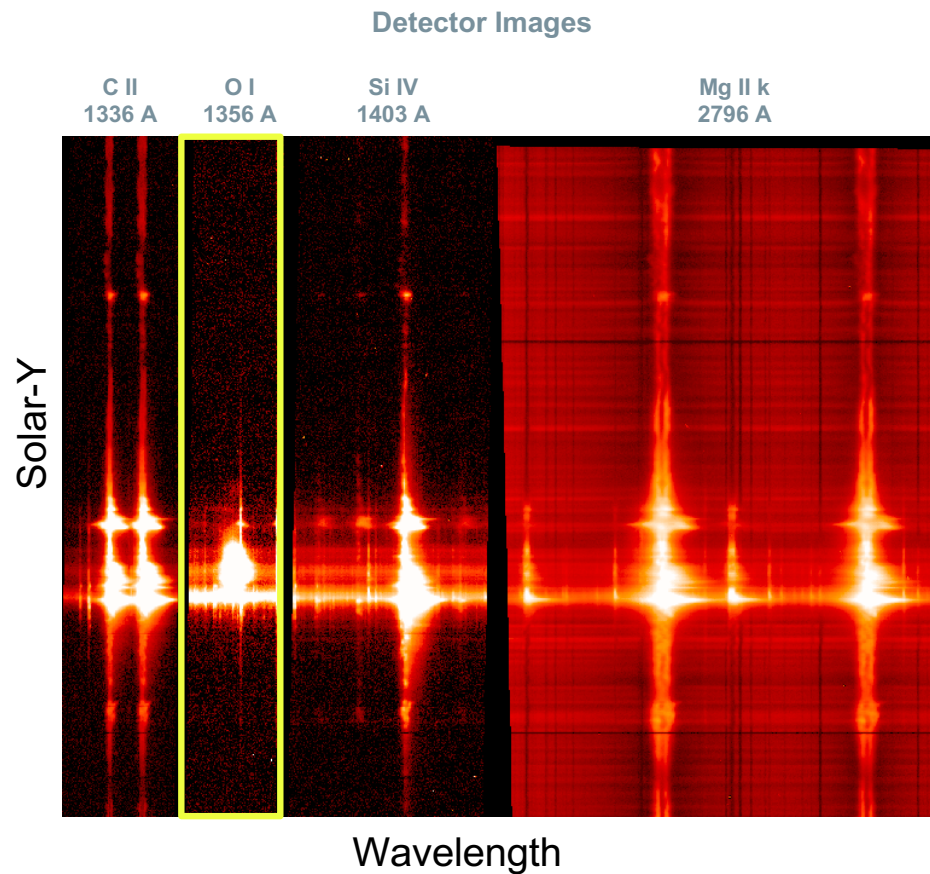 Detector Images
C II
1336 A
O I
1356 A
Si IV
1403 A
Mg II k
2796 A
Solar-Y
Wavelength